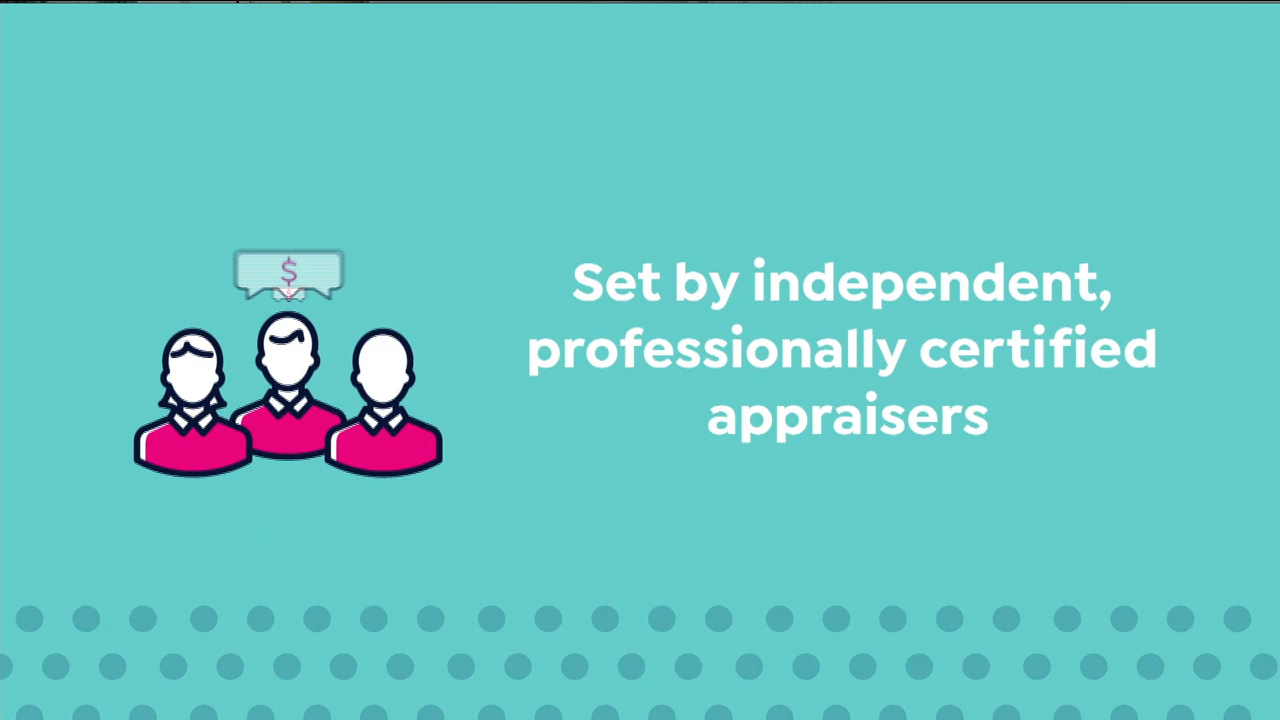 $
Set by independent,
professionally certified
appraisers